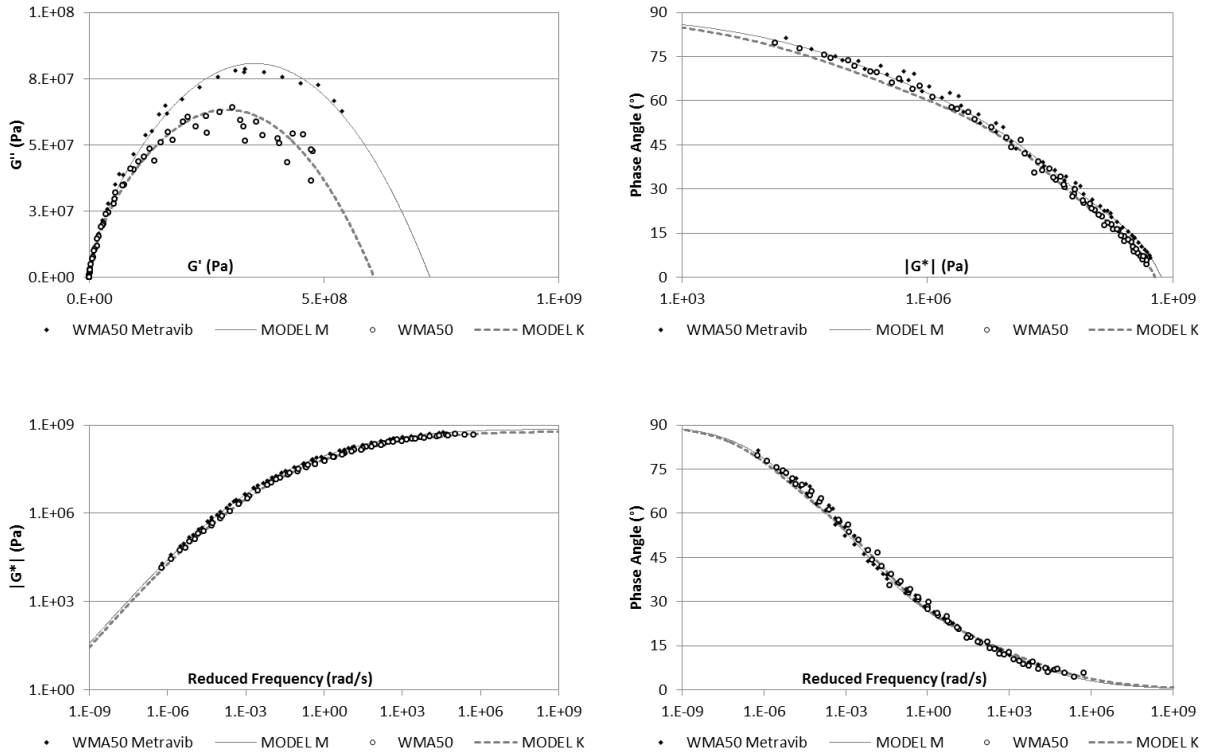 1.E+08
8.E+07
5.E+07
3.E+07
0.E+00
G'' (Pa)
G' (Pa)
0.E+00 5.E+08 1.E+09
WMA50 Metravib MODEL M WMA50 MODEL K
90
75
60
45
30
15
0
Phase Angle (°)
|G*| (Pa)
1.E+03 1.E+06 1.E+09
WMA50 Metravib MODEL M WMA50 MODEL K
1.E+09
1.E+06
1.E+03
1.E+00
|G*| (Pa)
Reduced Frequency (rad/s)
1.E-09 1.E-06 1.E-03 1.E+00 1.E+03 1.E+06 1.E+09
WMA50 Metravib MODEL M WMA50 MODEL K
90
75
60
45
30
15
0
Phase Angle (°)
Reduced Frequency (rad/s)
1.E-09 1.E-06 1.E-03 1.E+00 1.E+03 1.E+06 1.E+09
WMA50 Metravib MODEL M WMA50 MODEL K